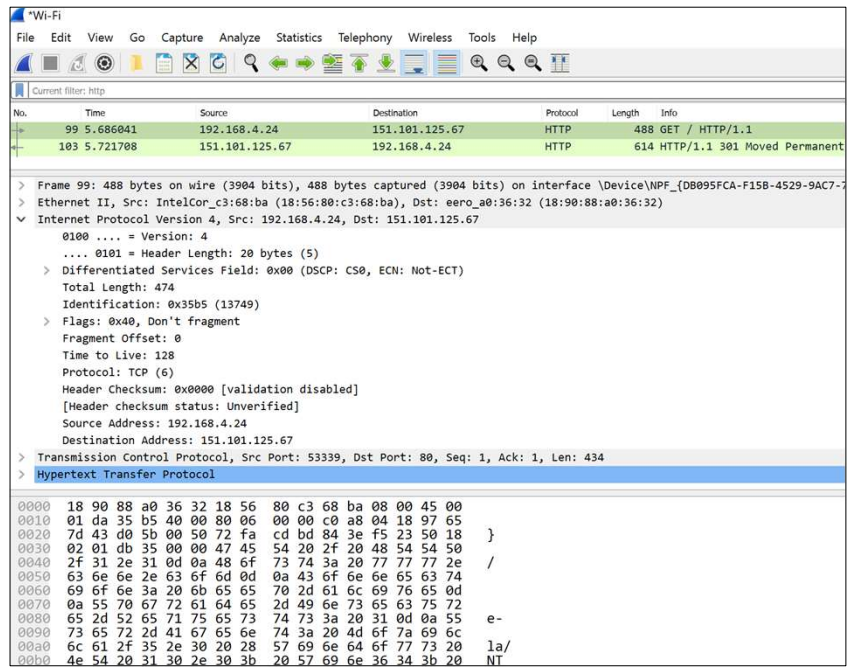 *Wi-Fi
File Edit View Go Capture Analyze Statistics Telephony Wireless Tools Help
Current filter: http
No. Time Source Destination Protocol Length Info
99 5.686041 192.168.4.24 151.101.125.67 HTTP 488 GET / HTTP/1.1
103 5.721708 151.101.125.67 192.168.4.24 HTTP 614 HTTP/1.1 301 Moved Permanent
> Frame 99: 488 bytes on wire (3904 bits), 488 bytes captured (3904 bits) on interface \Device\NPF_{DB095FCA-F15B-4529-9AC7-7
> Ethernet II, Src: IntelCor_c3:68:ba (18:56:80:c3:68:ba), Dst: eero_a0:36:32 (18:90:88:a0:36:32)
Internet Protocol Version 4, Src: 192.168.4.24, Dst: 151.101.125.67
0100 .... = Version: 4
.... 0101 = Header Length: 20 bytes (5)
> Differentiated Services Field: 0x00 (DSCP: CS0, ECN: Not-ECT)
Total Length: 474
Identification: 0x35b5 (13749)
> Flags: 0x40, Don't fragment
Fragment Offset: 0
Time to Live: 128
Protocol: TCP (6)
Header Checksum: 0x0000 [validation disabled]
[Header checksum status: Unverified]
Source Address: 192.168.4.24
Destination Address: 151.101.125.67
> Transmission Control Protocol, Src Port: 53339, Dst Port: 80, Seq: 1, Ack: 1, Len: 434
> Hypertext Transfer Protocol
0000 18 90 88 a0 36 32 18 56 80 c3 68 ba 08 00 45 00
0010 01 da 35 b5 40 00 80 06 00 00 c0 a8 04 18 97 65
0020 7d 43 d0 5b 00 50 72 fa cd bd 84 3e f5 23 50 18 }
0030 02 01 db 35 00 00 47 45 54 20 2f 20 48 54 54 50
0040 2f 31 2e 31 0d 0a 48 6f 73 74 3a 20 77 77 77 2e /
0050 63 6e 6e 2e 63 6f 6d 0d 0a 43 6f 6e 6e 65 63 74
0060 69 6f 6e 3a 20 6b 65 65 70 2d 61 6c 69 76 65 0d
0070 0a 55 70 67 72 61 64 65 2d 49 6e 73 65 63 75 72
0080 65 2d 52 65 71 75 65 73 74 73 3a 20 31 0d 0a 55 e-
0090 73 65 72 2d 41 67 65 6e 74 3a 20 4d 6f 7a 69 6c
00a0 6c 61 2f 35 2e 30 20 28 57 69 6e 64 6f 77 73 20 la/
00b0 4e 54 20 31 30 2e 30 3b 20 57 69 6e 36 34 3b 20 NT